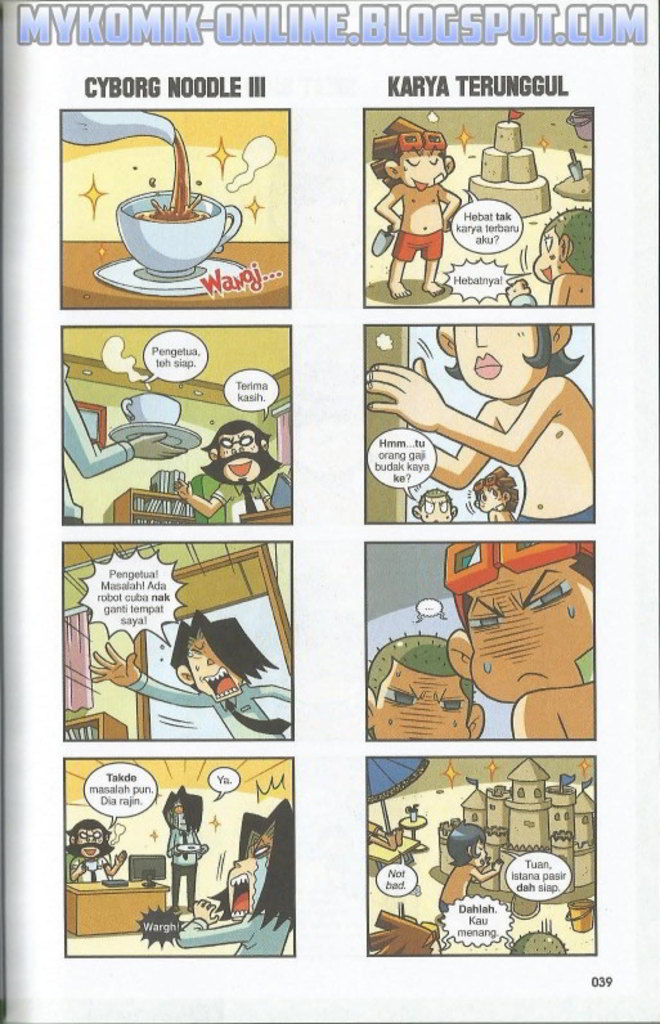 MYKOMIK-ONLINE.BLOGSPOT.COM
CYBORG NOODLE III
Wangi...
Pengetua,
teh siap.
Terima
kasih.
Pengetua!
Masalah! Ada
robot cuba nak
ganti tempat
saya!
Takde
masalah pun.
Dia rajin.
Ya.
Wargh!
KARYA TERUNGGUL
Hebat tak
karya terbaru
aku?
Hebatnya!
Hmm...tu
orang gaji
budak kaya
ke?
...
Not
bad.
Tuan,
istana pasir
dah siap.
Dahlah.
Kau
menang.
039